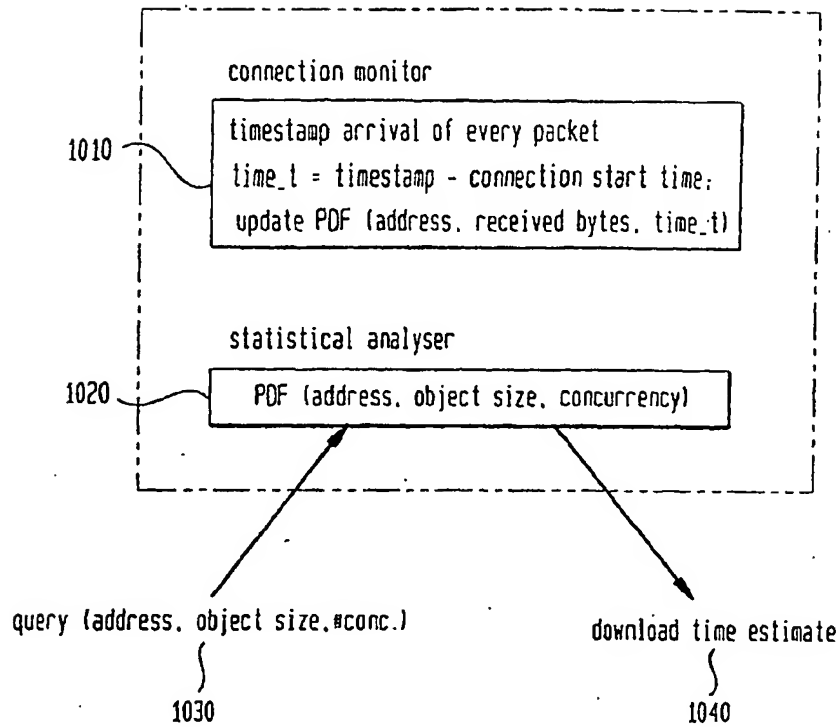 connection monitor
1010
timestamp arrival of every packet
time_t = timestamp - connection start time;
update PDF (address, received bytes, time_t)
statistical analyser
1020
PDF (address, object size, concurrency)
query (address, object size,#conc.)
download time estimate
1030
1040